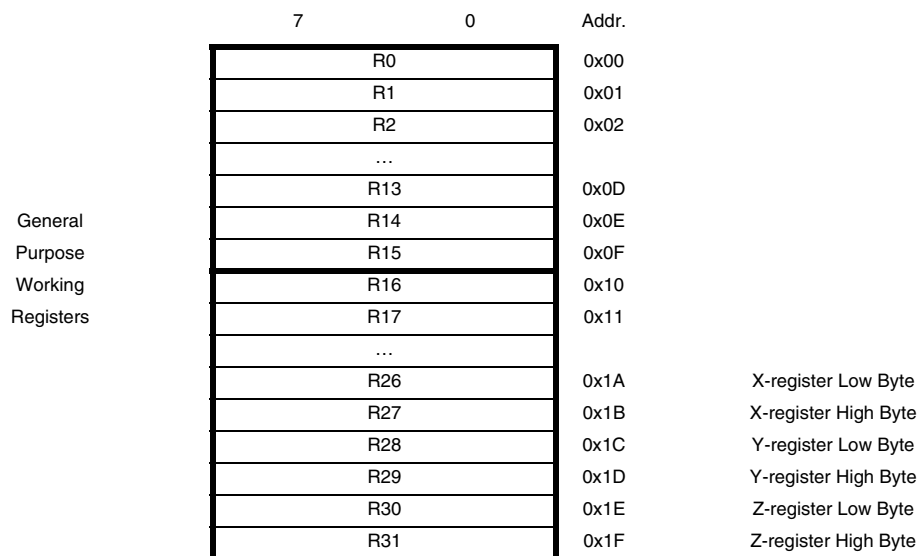 7 0 Addr.
R0 0x00
R1 0x01
R2 0x02
…
R13 0x0D
General R14 0x0E
Purpose R15 0x0F
Working R16 0x10
Registers R17 0x11
…
R26 0x1A X-register Low Byte
R27 0x1B X-register High Byte
R28 0x1C Y-register Low Byte
R29 0x1D Y-register High Byte
R30 0x1E Z-register Low Byte
R31 0x1F Z-register High Byte